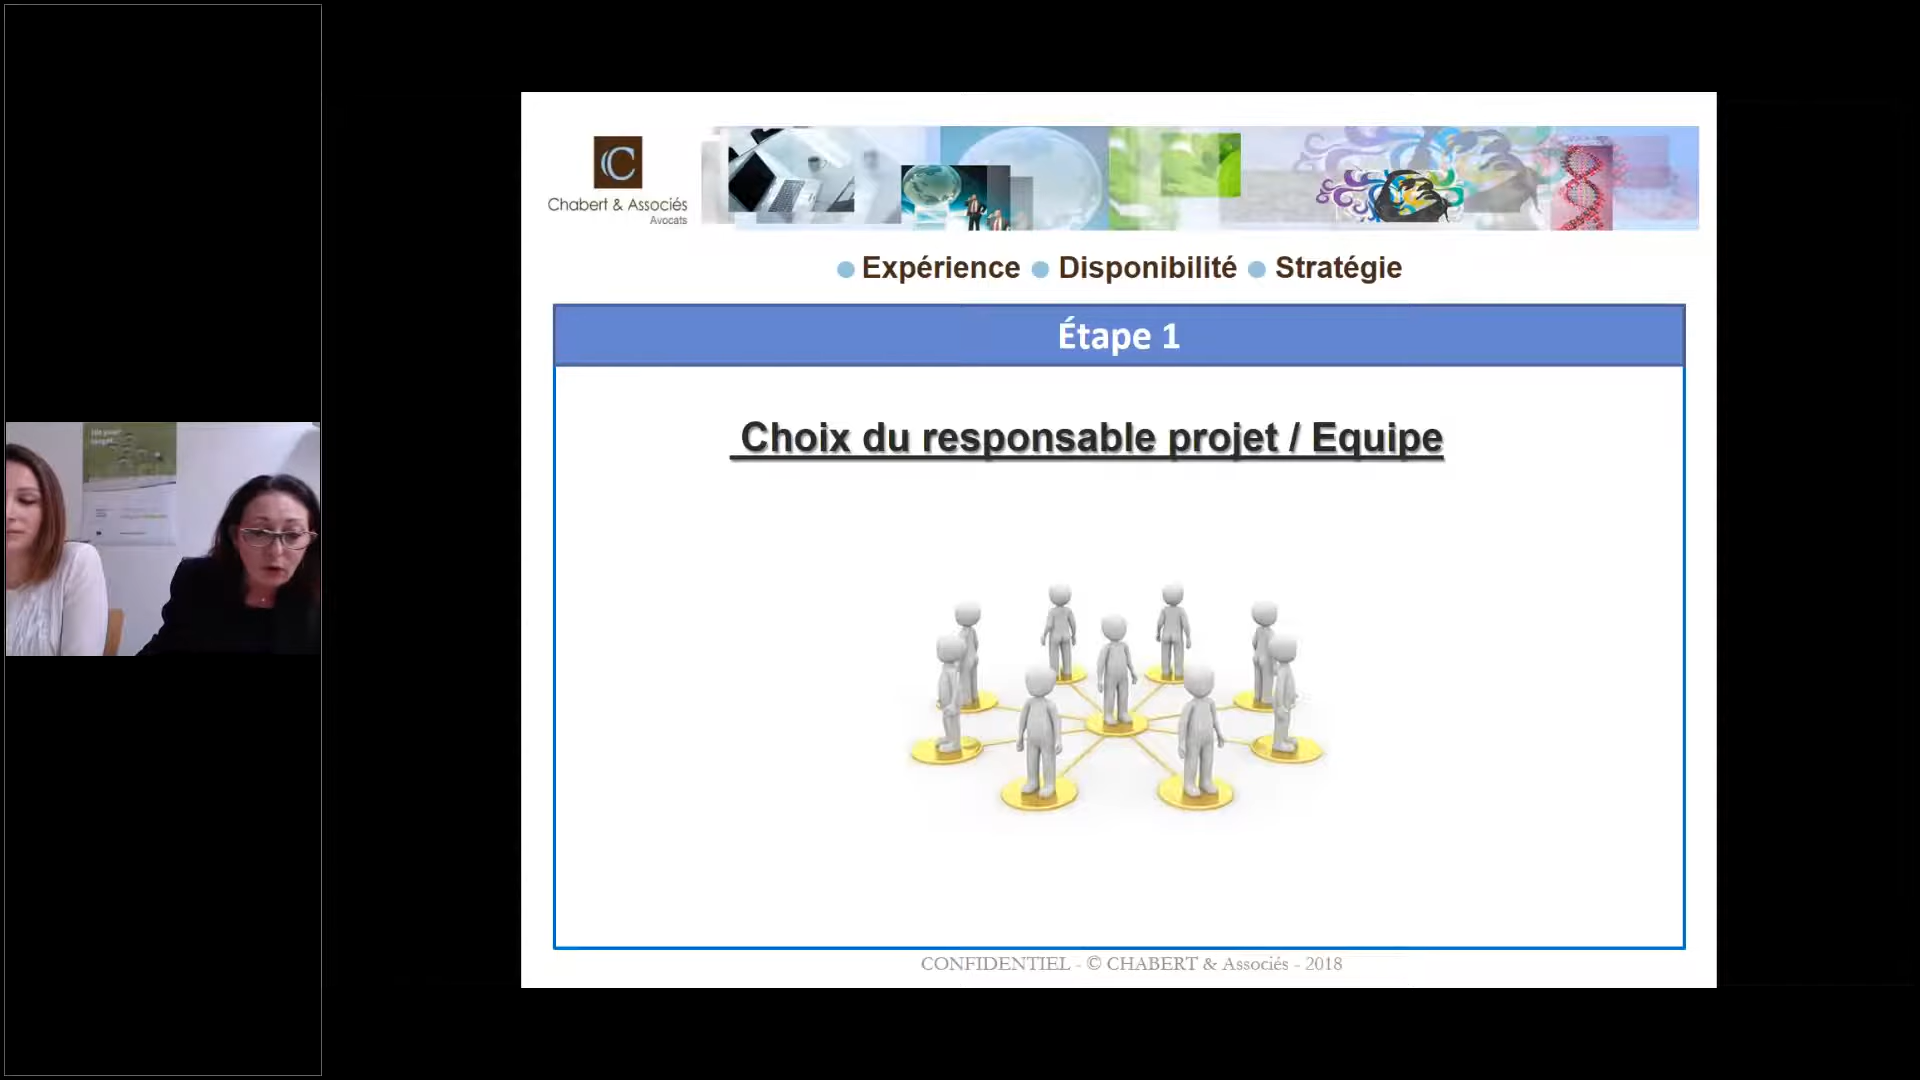 C
Chabert & Associés
Avocats
Expérience Disponibilité Stratégie
Étape 1
Choix du responsable projet / Equipe
CONFIDENTIEL - © CHABERT & Associés - 2018